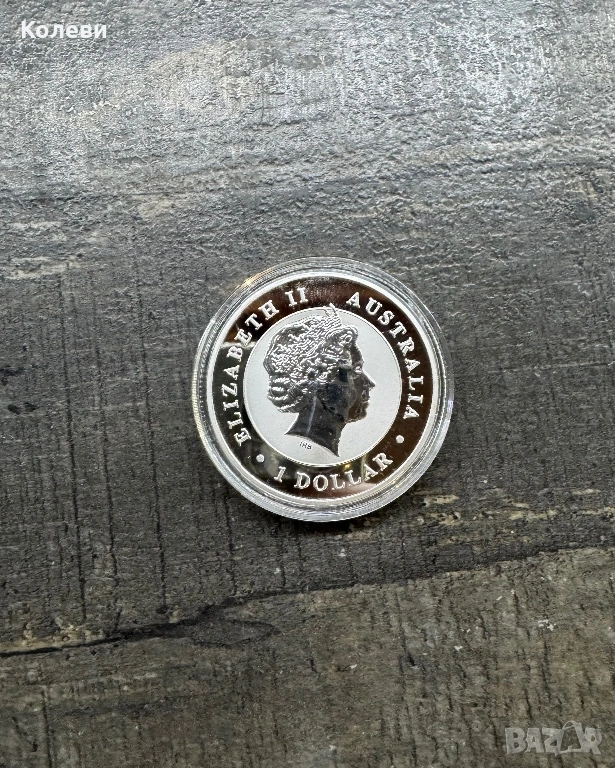 Колеви
ELIZABETH II AUSTRALIA
• 1 DOLLAR •
IRB
BAZAR